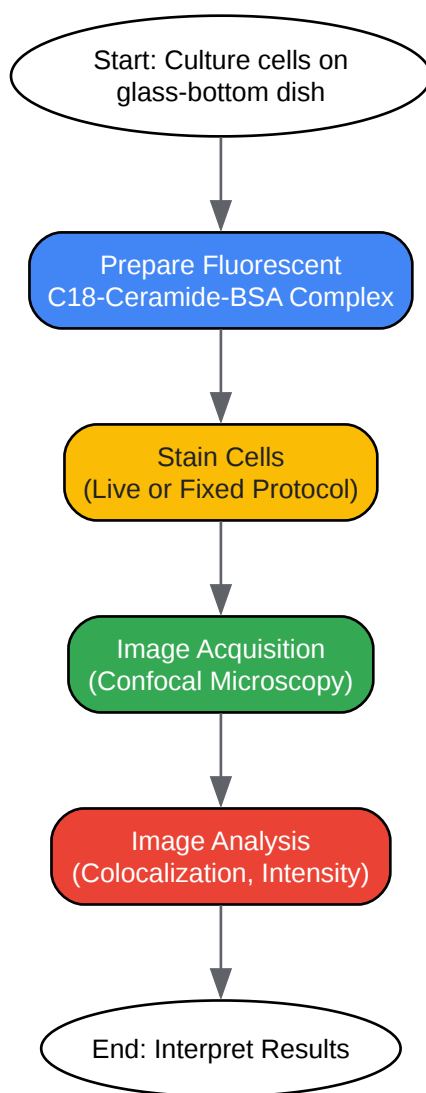 Start: Culture cells on
glass-bottom dish
Prepare Fluorescent
C18-Ceramide-BSA Complex
Stain Cells
(Live or Fixed Protocol)
Image Acquisition
(Confocal Microscopy)
Image Analysis
(Colocalization, Intensity)
End: Interpret Results